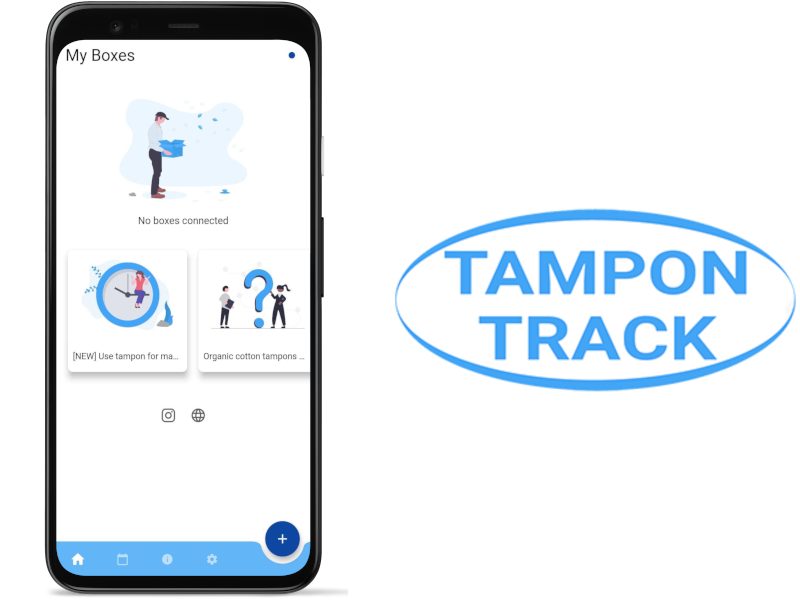 My Boxes
No boxes connected
[NEW] Use tampon for ma...
Organic cotton tampons ...
TAMPON
TRACK